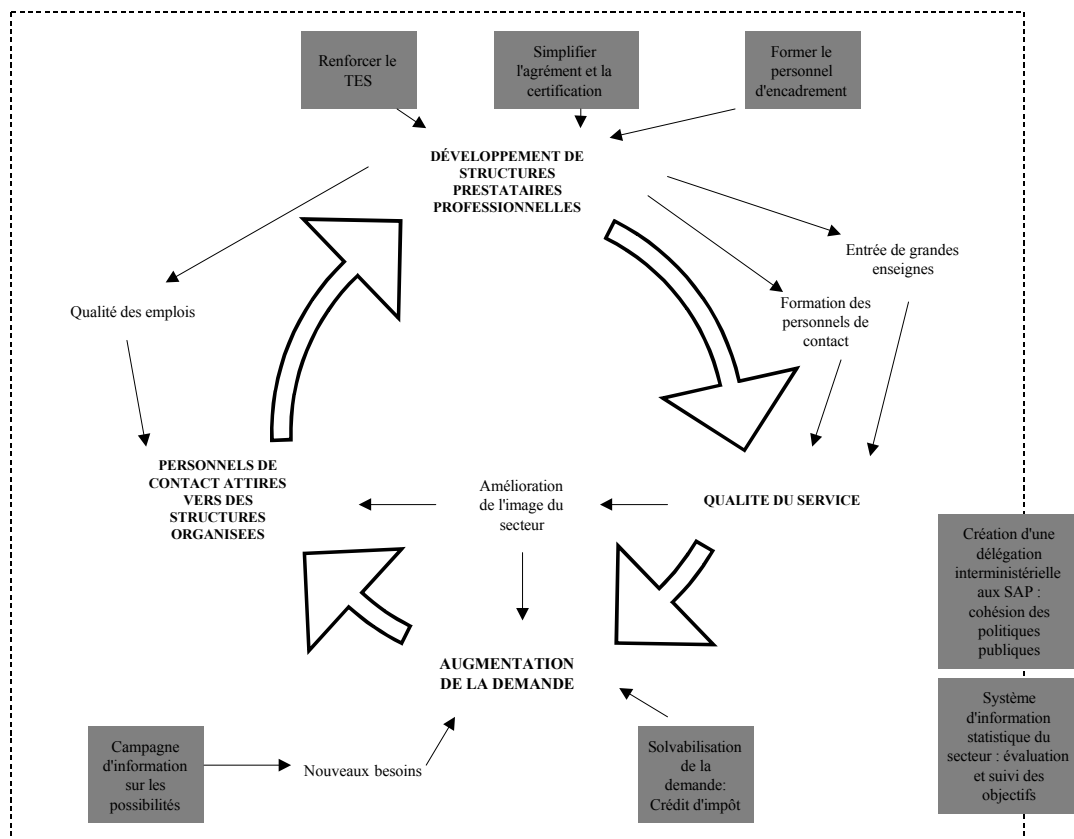 Renforcer le
TES
Simplifier
l'agrément et la
certification
Former le
personnel
d'encadrement
DÉVELOPPEMENT DE
STRUCTURES
PRESTATAIRES
PROFESSIONNELLES
Entrée de grandes
enseignes
Qualité des emplois
Formation des
personnels de
contact
PERSONNELS DE
CONTACT ATTIRES
VERS DES
STRUCTURES
ORGANISEES
Amélioration
de l'image du
secteur
QUALITE DU SERVICE
Création d'une
délégation
interministérielle
aux SAP :
cohésion des
politiques
publiques
AUGMENTATION
DE LA DEMANDE
Système
d'information
statistique du
secteur : évaluation
et suivi des
objectifs
Campagne
d'information
sur les
possibilités
Nouveaux besoins
Solvabilisation
de la
demande:
Crédit d'impôt